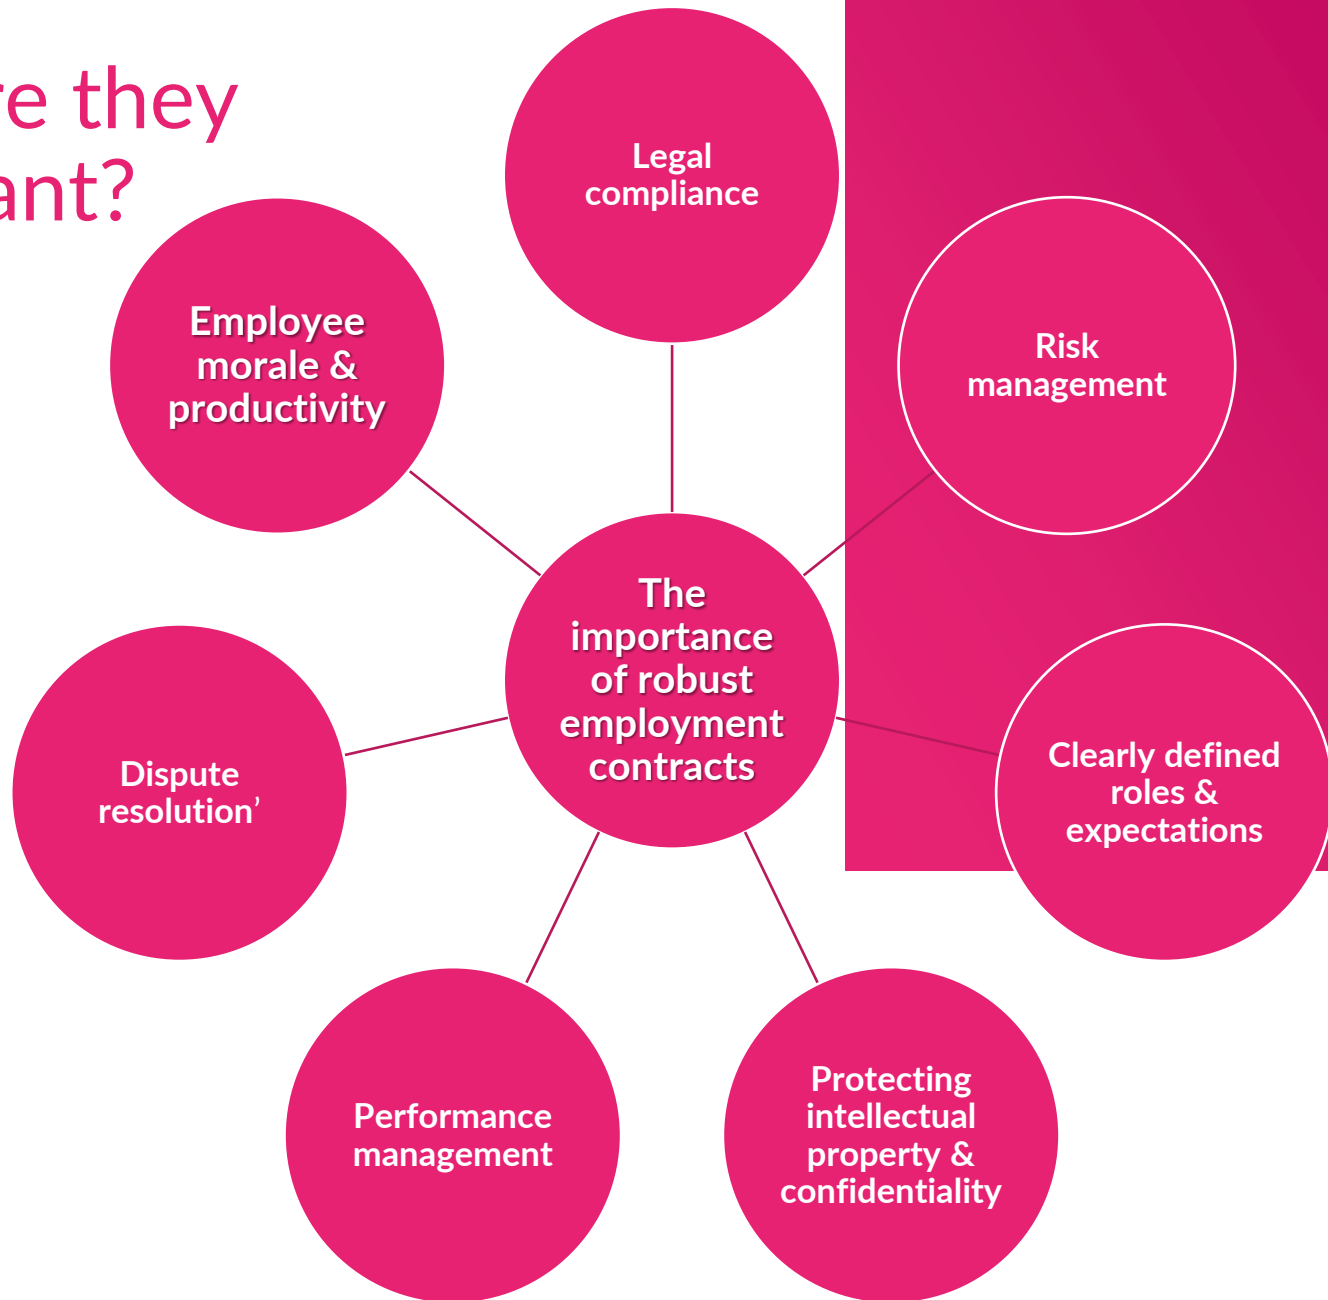 re they
ant?
Legal
compliance
Risk
management
Clearly defined
roles &
expectations
Protecting
intellectual
property &
confidentiality
Performance
management
Dispute
resolution’
Employee
morale &
productivity
The
importance
of robust
employment
contracts